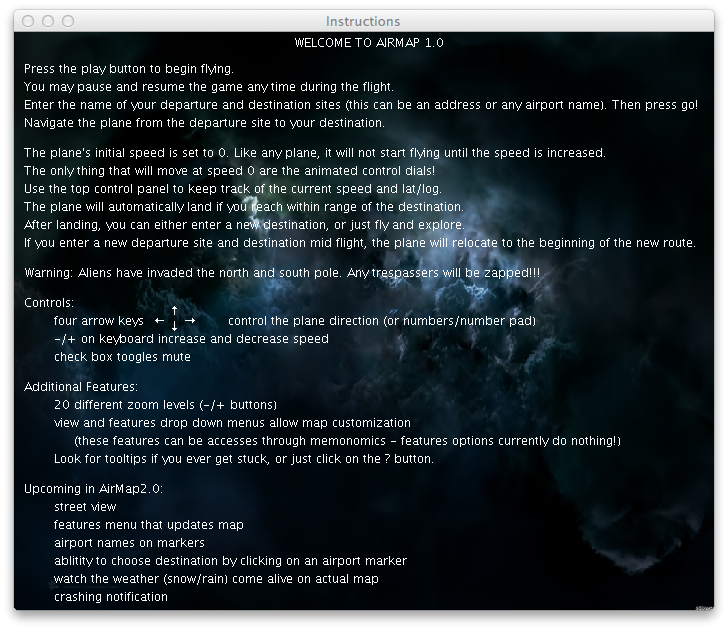 Instructions
WELCOME TO AIRMAP 1.0
Press the play button to begin flying.
You may pause and resume the game any time during the flight.
Enter the name of your departure and destination sites (this can be an address or any airport name). Then press go!
Navigate the plane from the departure site to your destination.
The plane's initial speed is set to 0. Like any plane, it will not start flying until the speed is increased.
The only thing that will move at speed 0 are the animated control dials!
Use the top control panel to keep track of the current speed and lat/log.
The plane will automatically land if you reach within range of the destination.
After landing, you can either enter a new destination, or just fly and explore.
If you enter a new departure site and destination mid flight, the plane will relocate to the beginning of the new route.
Warning: Aliens have invaded the north and south pole. Any trespassers will be zapped!!!
Controls:
four arrow keys ← ↑ ↓ → control the plane direction (or numbers/number pad)
-/+ on keyboard increase and decrease speed
check box toogles mute
Additional Features:
20 different zoom levels (-/+ buttons)
view and features drop down menus allow map customization
(these features can be accesses through memonomics - features options currently do nothing!)
Look for tooltips if you ever get stuck, or just click on the ? button.
Upcoming in AirMap2.0:
street view
features menu that updates map
airport names on markers
ablitity to choose destination by clicking on an airport marker
watch the weather (snow/rain) come alive on actual map
crashing notification